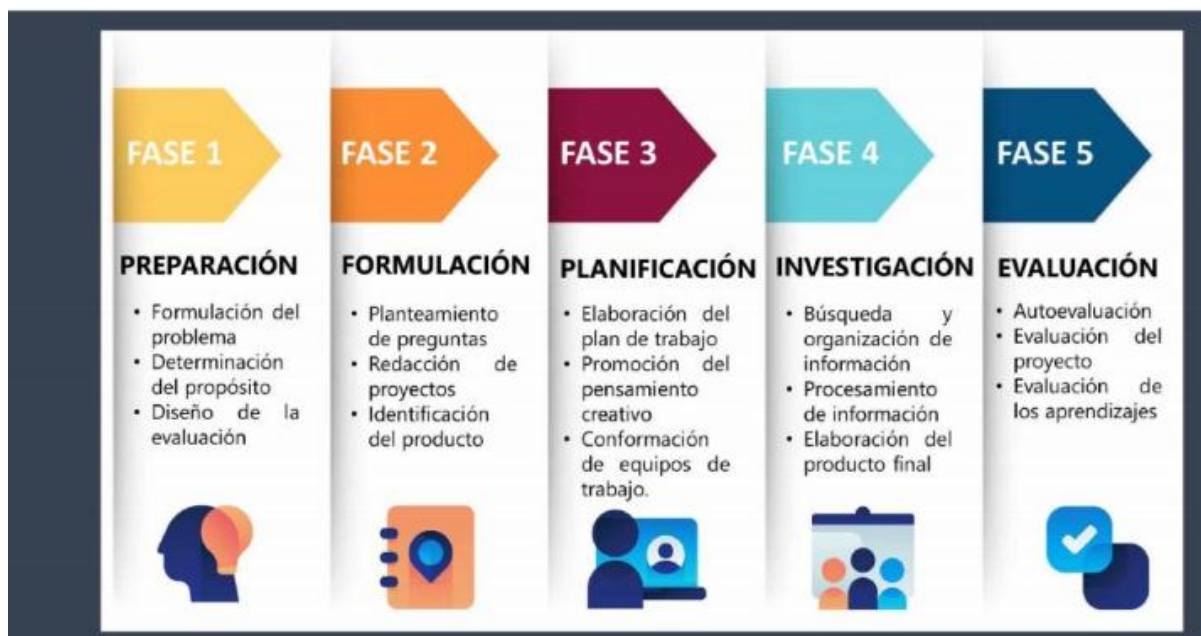 FASE 1
PREPARACIÓN
• Formulación del
problema
• Determinación
del propósito
• Diseño de la
evaluación
FASE 2
FORMULACIÓN
• Planteamiento
de preguntas
• Redacción de
proyectos
• Identificación
del producto
FASE 3
PLANIFICACIÓN
• Elaboración del
plan de trabajo
• Promoción del
pensamiento
creativo
• Conformación
de equipos de
trabajo.
FASE 4
INVESTIGACIÓN
• Búsqueda y
organización de
información
• Procesamiento
de información
• Elaboración del
producto final
FASE 5
EVALUACIÓN
• Autoevaluación
• Evaluación del
proyecto
• Evaluación de
los aprendizajes